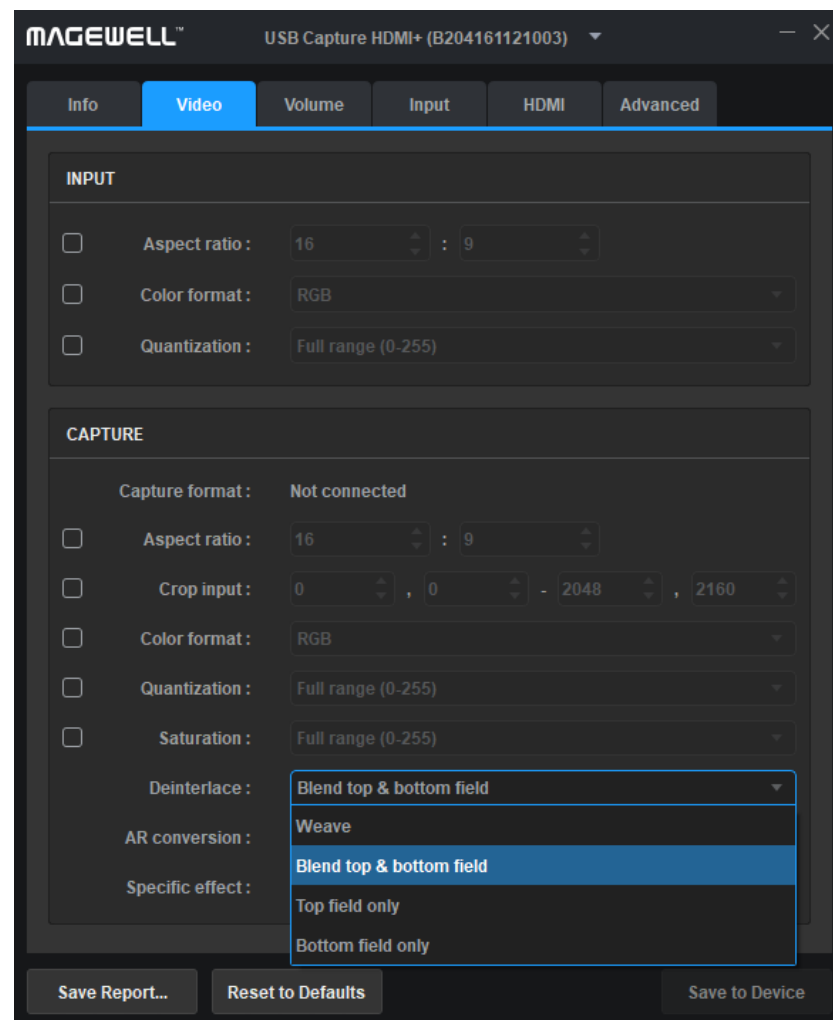 MAGEWELL™ USB Capture HDMI+ (B204161121003)
Info Video Volume Input HDMI Advanced
INPUT
Aspect ratio : 16 : 9
Color format : RGB
Quantization : Full range (0-255)
CAPTURE
Capture format : Not connected
Aspect ratio : 16 : 9
Crop input : 0 , 0 - 2048 , 2160
Color format : RGB
Quantization : Full range (0-255)
Saturation : Full range (0-255)
Deinterlace : Blend top & bottom field
Weave
AR conversion :
Blend top & bottom field
Specific effect :
Top field only
Bottom field only
Save Report... Reset to Defaults Save to Device